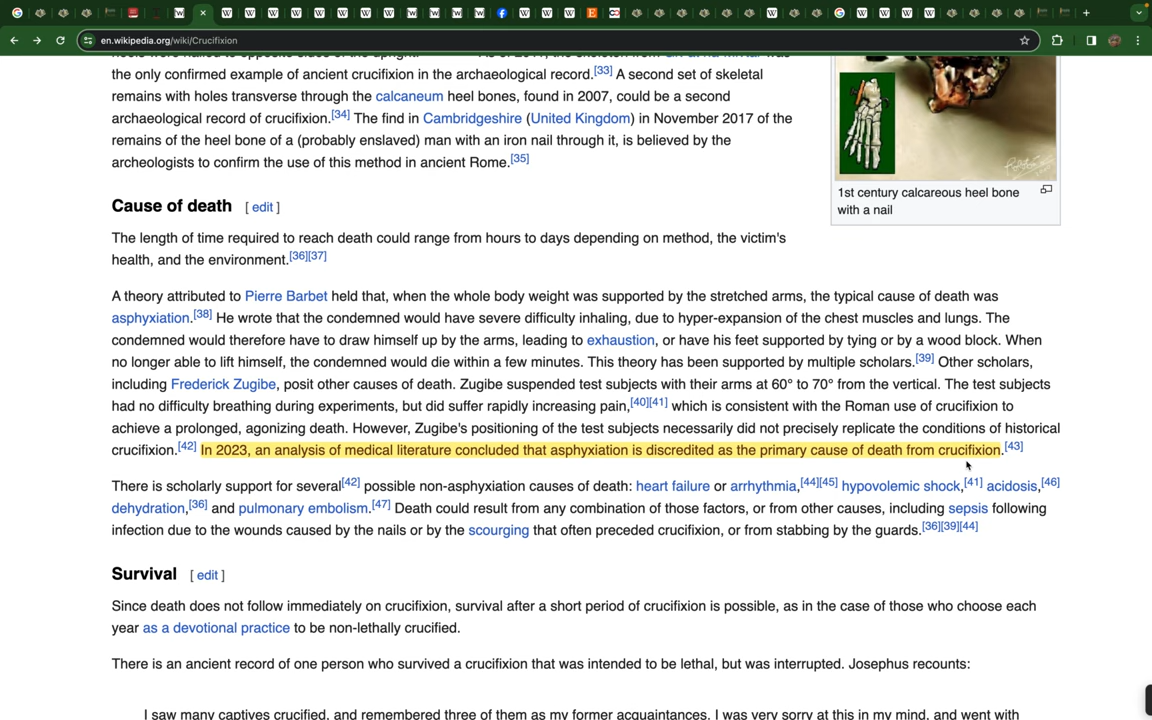 en.wikipedia.org/wiki/Crucifixion
the only confirmed example of ancient crucifixion in the archaeological record.[33] A second set of skeletal
remains with holes transverse through the calcaneum heel bones, found in 2007, could be a second
archaeological record of crucifixion.[34] The find in Cambridgeshire (United Kingdom) in November 2017 of the
remains of the heel bone of a (probably enslaved) man with an iron nail through it, is believed by the
archeologists to confirm the use of this method in ancient Rome.[35]
1st century calcareous heel bone
with a nail
Cause of death [ edit ]
The length of time required to reach death could range from hours to days depending on method, the victim's
health, and the environment.[36][37]
A theory attributed to Pierre Barbet held that, when the whole body weight was supported by the stretched arms, the typical cause of death was
asphyxiation.[38] He wrote that the condemned would have severe difficulty inhaling, due to hyper-expansion of the chest muscles and lungs. The
condemned would therefore have to draw himself up by the arms, leading to exhaustion, or have his feet supported by tying or by a wood block. When
no longer able to lift himself, the condemned would die within a few minutes. This theory has been supported by multiple scholars.[39] Other scholars,
including Frederick Zugibe, posit other causes of death. Zugibe suspended test subjects with their arms at 60° to 70° from the vertical. The test subjects
had no difficulty breathing during experiments, but did suffer rapidly increasing pain,[40][41] which is consistent with the Roman use of crucifixion to
achieve a prolonged, agonizing death. However, Zugibe's positioning of the test subjects necessarily did not precisely replicate the conditions of historical
crucifixion.[42] In 2023, an analysis of medical literature concluded that asphyxiation is discredited as the primary cause of death from crucifixion.[43]
There is scholarly support for several[42] possible non-asphyxiation causes of death: heart failure or arrhythmia,[44][45] hypovolemic shock,[41] acidosis,[46]
dehydration,[36] and pulmonary embolism.[47] Death could result from any combination of those factors, or from other causes, including sepsis following
infection due to the wounds caused by the nails or by the scourging that often preceded crucifixion, or from stabbing by the guards.[36][39][44]
Survival [ edit ]
Since death does not follow immediately on crucifixion, survival after a short period of crucifixion is possible, as in the case of those who choose each
year as a devotional practice to be non-lethally crucified.
There is an ancient record of one person who survived a crucifixion that was intended to be lethal, but was interrupted. Josephus recounts:
I saw many captives crucified, and remembered three of them as my former acquaintances. I was very sorry at this in my mind, and went with